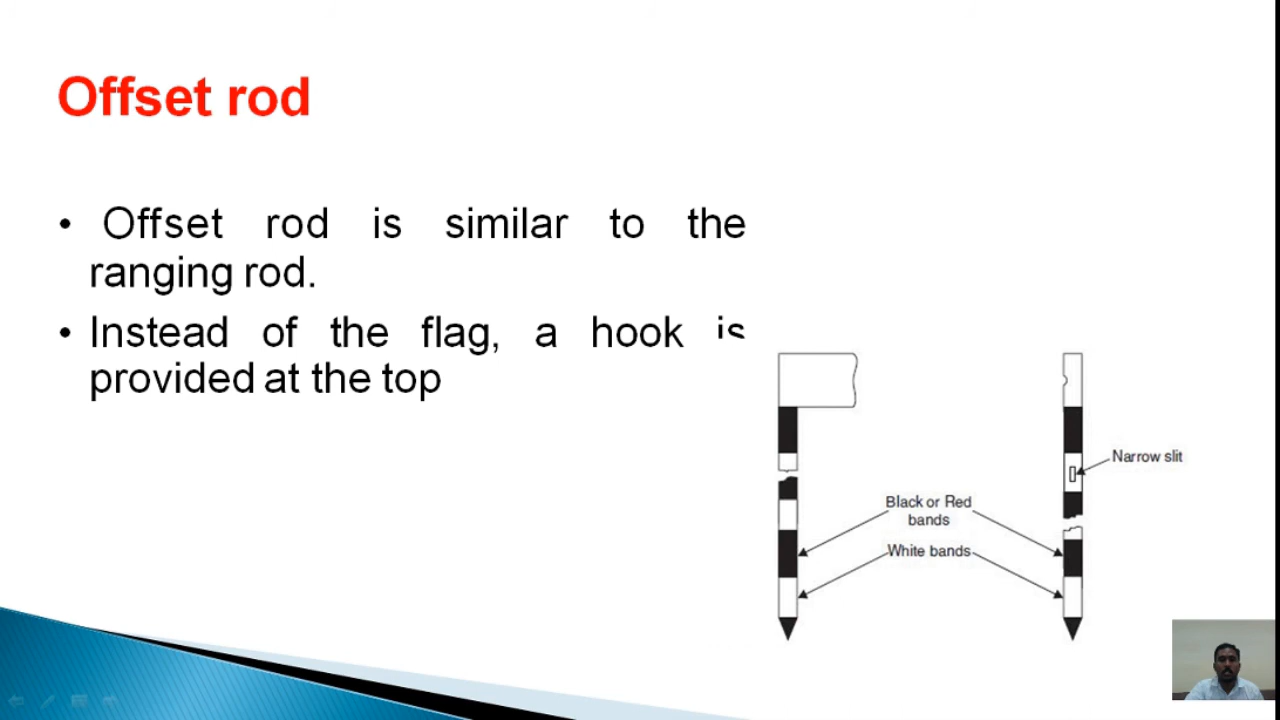 Offset rod
• Offset rod is similar to the
ranging rod.
• Instead of the flag, a hook is
provided at the top
Narrow slit
Black or Red
bands
White bands